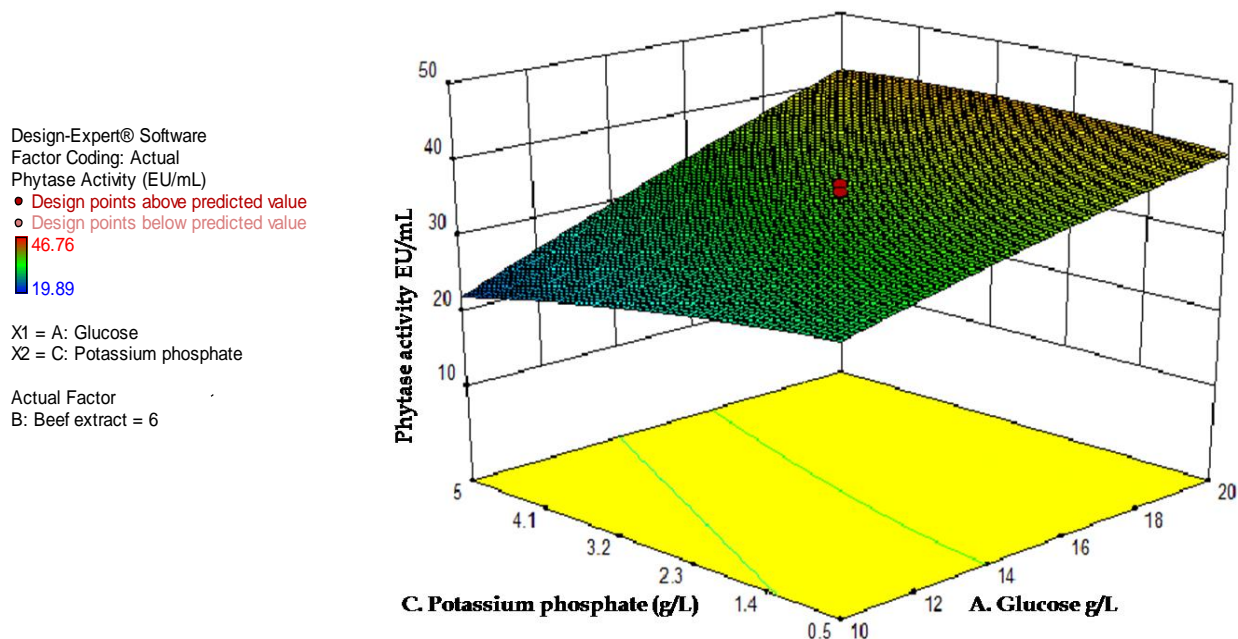 Design-Expert® Software
Factor Coding: Actual
Phytase Activity (EU/mL)
Design points above predicted value
Design points below predicted value
46.76
19.89
X1 = A: Glucose
X2 = C: Potassium phosphate
Actual Factor
B: Beef extract = 6
50
40
30
20
10
Phytase activity EU/mL
5
4.1
3.2
2.3
1.4
0.5
C. Potassium phosphate (g/L)
10
12
14
16
18
20
A. Glucose g/L